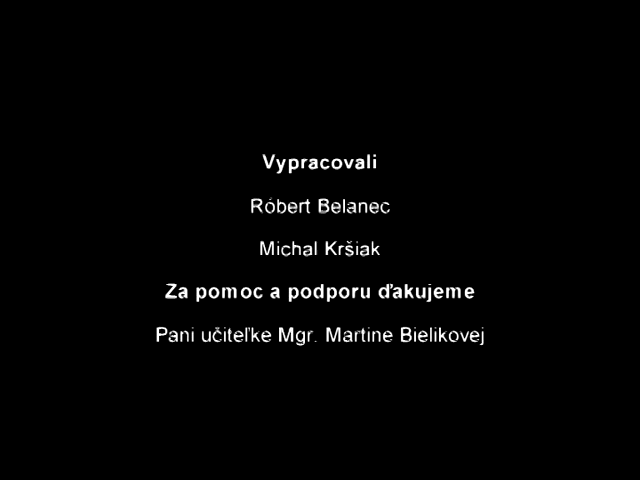 Vypracovali
Róbert Belanec
Michal Kršiak
Za pomoc a podporu ďakujeme
Pani učiteľke Mgr. Martine Bielikovej